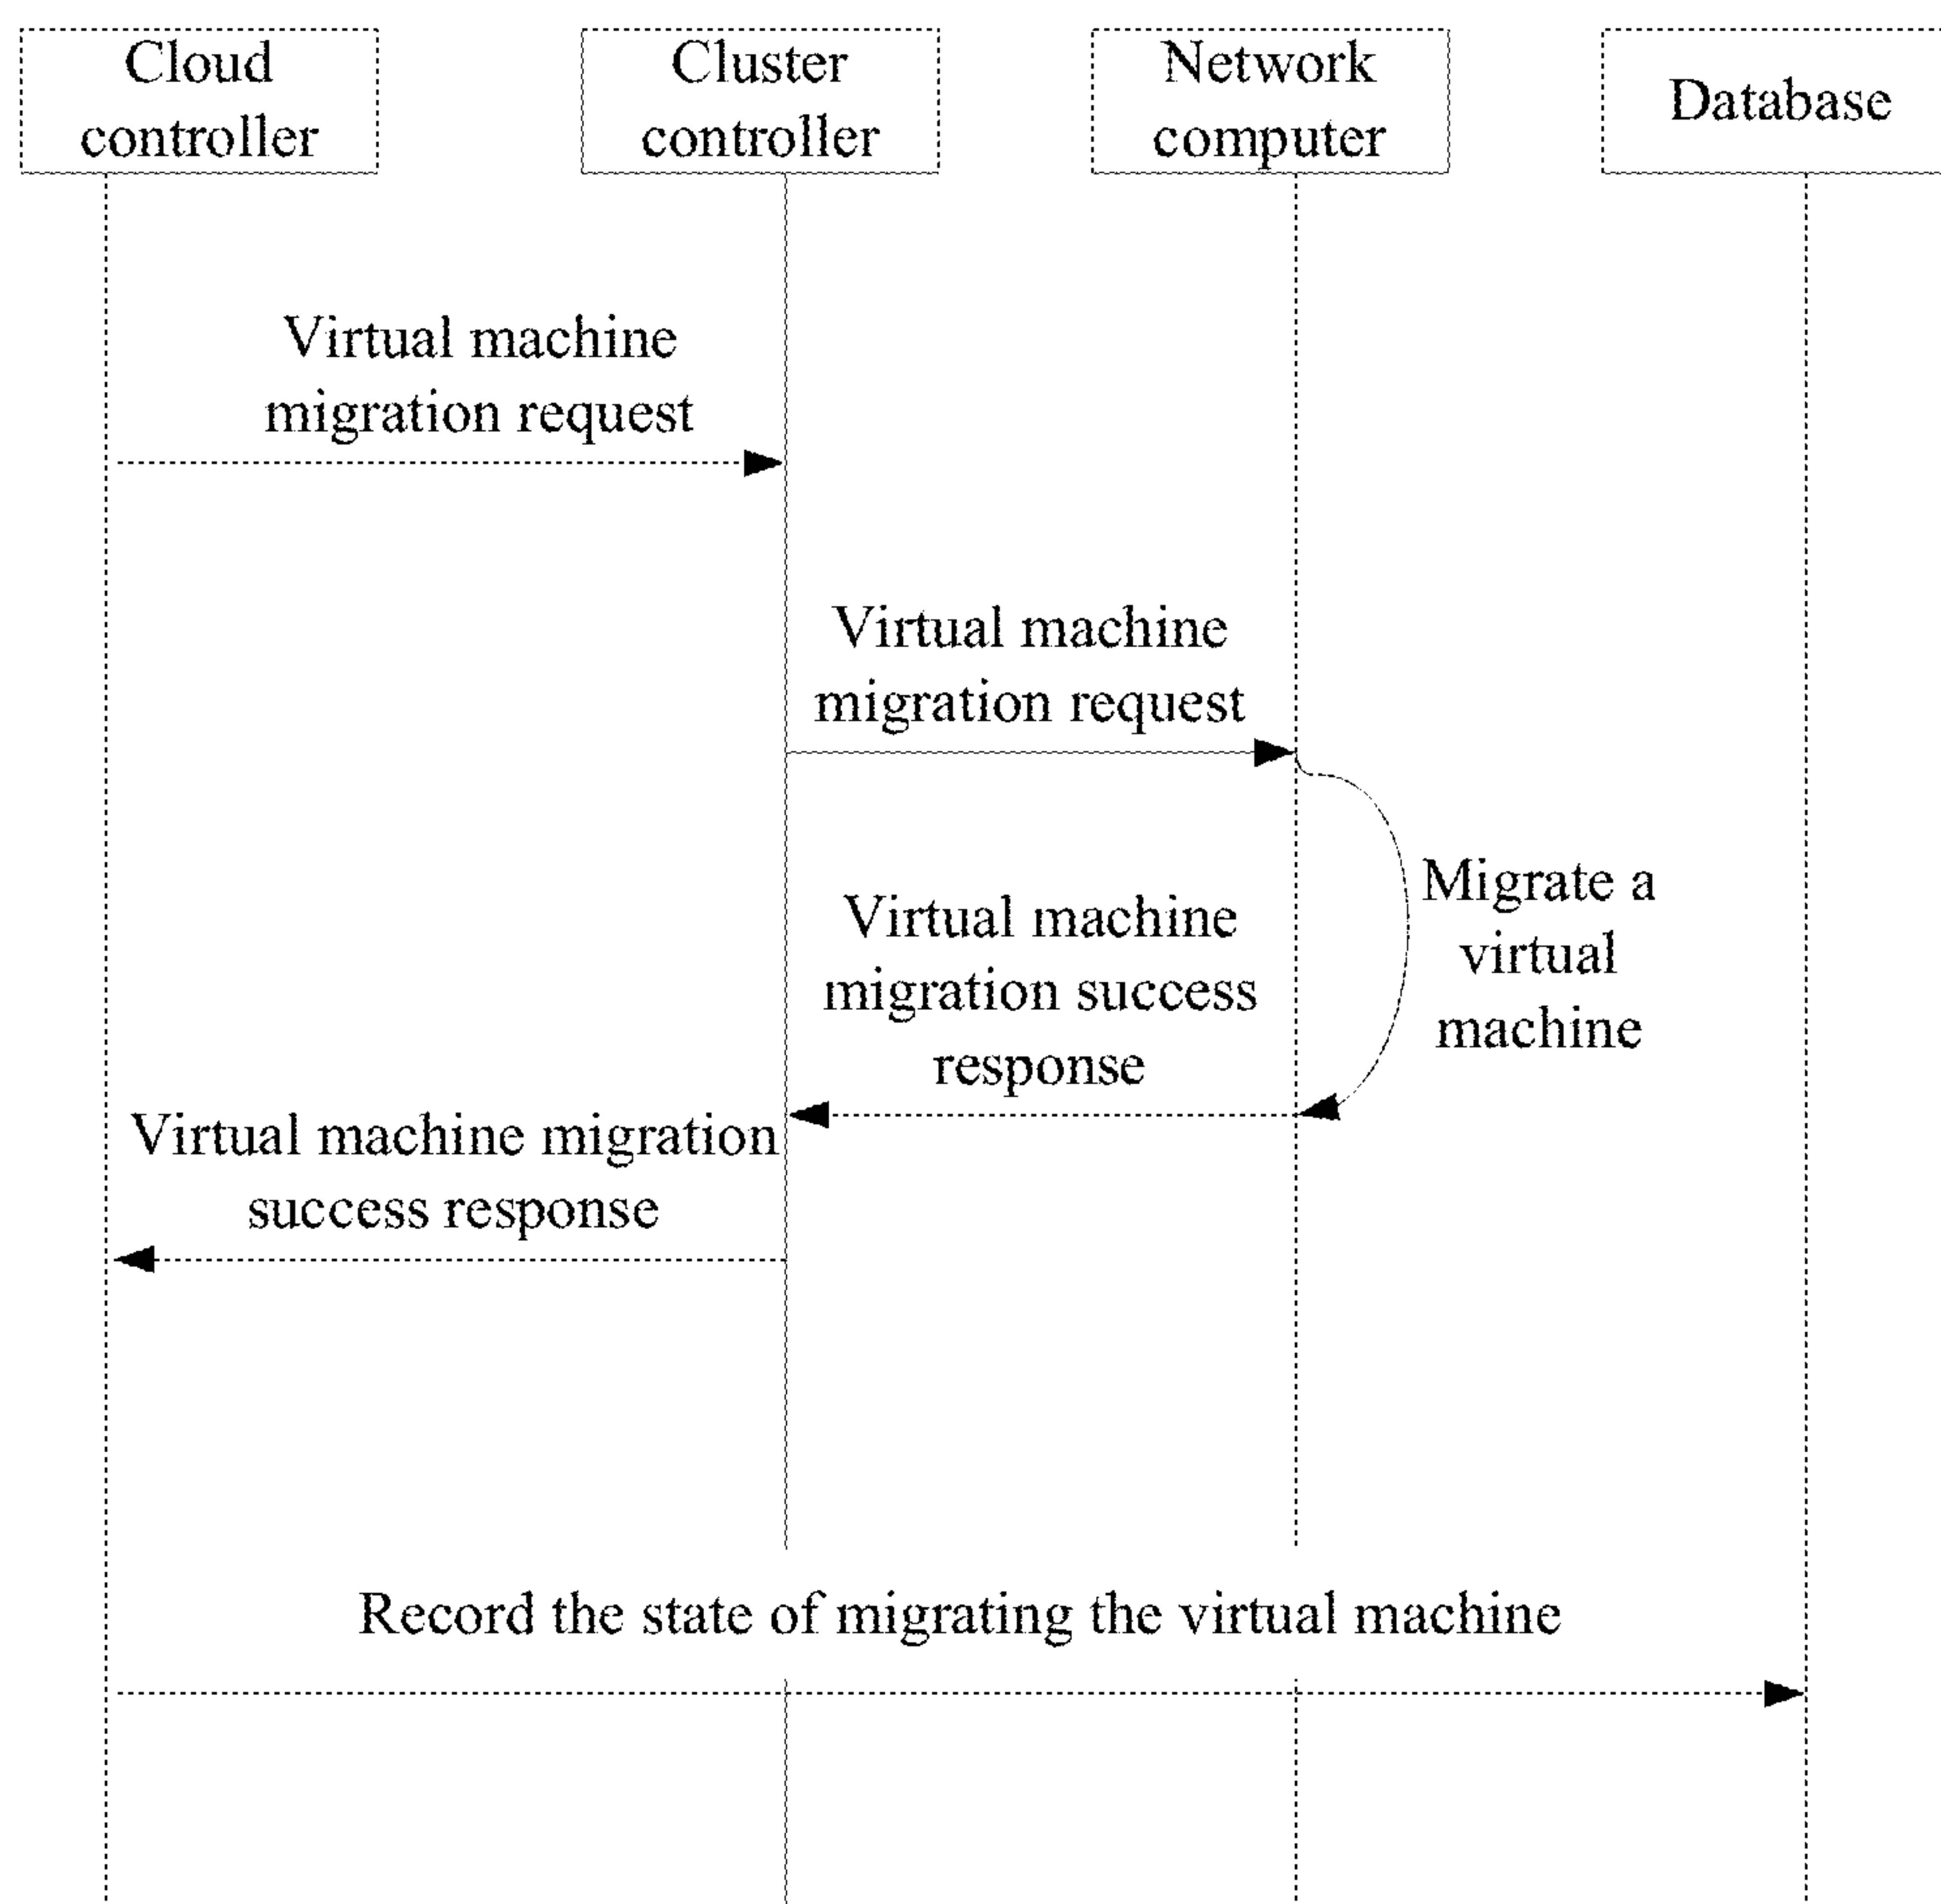 Cloud
controller
Cluster
controller
Network
computer
Database
Virtual machine
migration request
Virtual machine
migration request
Migrate a
virtual
machine
Virtual machine
migration success
response
Virtual machine migration
success response
Record the state of migrating the virtual machine